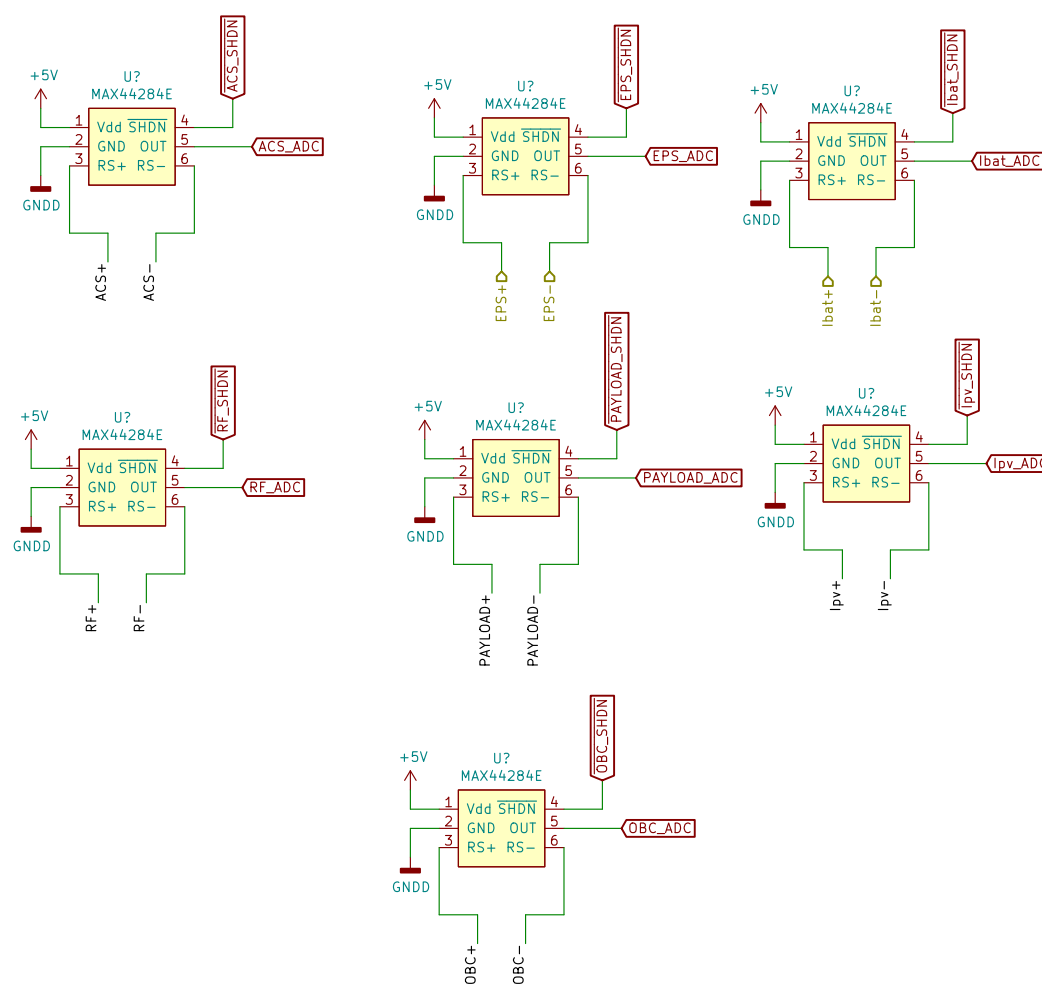 ACS_SHDN
+5V
U?
MAX44284E
1 Vdd SHDN 4
2 GND OUT 5
3 RS+ RS- 6
ACS_ADC
GNDD
ACS+
ACS-
EPS_SHDN
+5V
U?
MAX44284E
1 Vdd SHDN 4
2 GND OUT 5
3 RS+ RS- 6
EPS_ADC
GNDD
EPS+
EPS-
Ibat_SHDN
+5V
U?
MAX44284E
1 Vdd SHDN 4
2 GND OUT 5
3 RS+ RS- 6
Ibat_ADC
GNDD
Ibat+
Ibat-
RF_SHDN
+5V
U?
MAX44284E
1 Vdd SHDN 4
2 GND OUT 5
3 RS+ RS- 6
RF_ADC
GNDD
RF+
RF-
PAYLOAD_SHDN
+5V
U?
MAX44284E
1 Vdd SHDN 4
2 GND OUT 5
3 RS+ RS- 6
PAYLOAD_ADC
GNDD
PAYLOAD+
PAYLOAD-
Ipv_SHDN
+5V
U?
MAX44284E
1 Vdd SHDN 4
2 GND OUT 5
3 RS+ RS- 6
Ipv_ADC
GNDD
Ipv+
Ipv-
OBC_SHDN
+5V
U?
MAX44284E
1 Vdd SHDN 4
2 GND OUT 5
3 RS+ RS- 6
OBC_ADC
GNDD
OBC+
OBC-